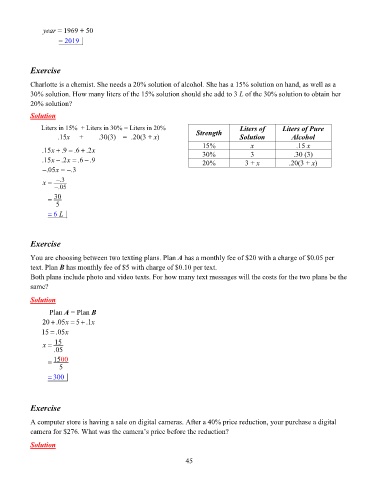 year = 1969 + 50
= 2019
Exercise
Charlotte is a chemist. She needs a 20% solution of alcohol. She has a 15% solution on hand, as well as a
30% solution. How many liters of the 15% solution should she add to 3 L of the 30% solution to obtain her
20% solution?
Solution
Liters in 15% + Liters in 30% = Liters in 20%
.15x + .30(3) = .20(3 + x)
.15x + .9 = .6 + .2x
.15x − .2x = .6 − .9
−.05x = −.3
x = −.3 / −.05
= 30 / 5
= 6 L
Strength Liters of Solution Liters of Pure Alcohol
15% x .15 x
30% 3 .30 (3)
20% 3 + x .20(3 + x)
Exercise
You are choosing between two texting plans. Plan A has a monthly fee of $20 with a charge of $0.05 per
text. Plan B has monthly fee of $5 with charge of $0.10 per text.
Both plans include photo and video texts. For how many text messages will the costs for the two plans be the
same?
Solution
Plan A = Plan B
20 + .05x = 5 + .1x
15 = .05x
x = 15 / .05
= 1500 / 5
= 300
Exercise
A computer store is having a sale on digital cameras. After a 40% price reduction, your purchase a digital
camera for $276. What was the camera's price before the reduction?
Solution
45